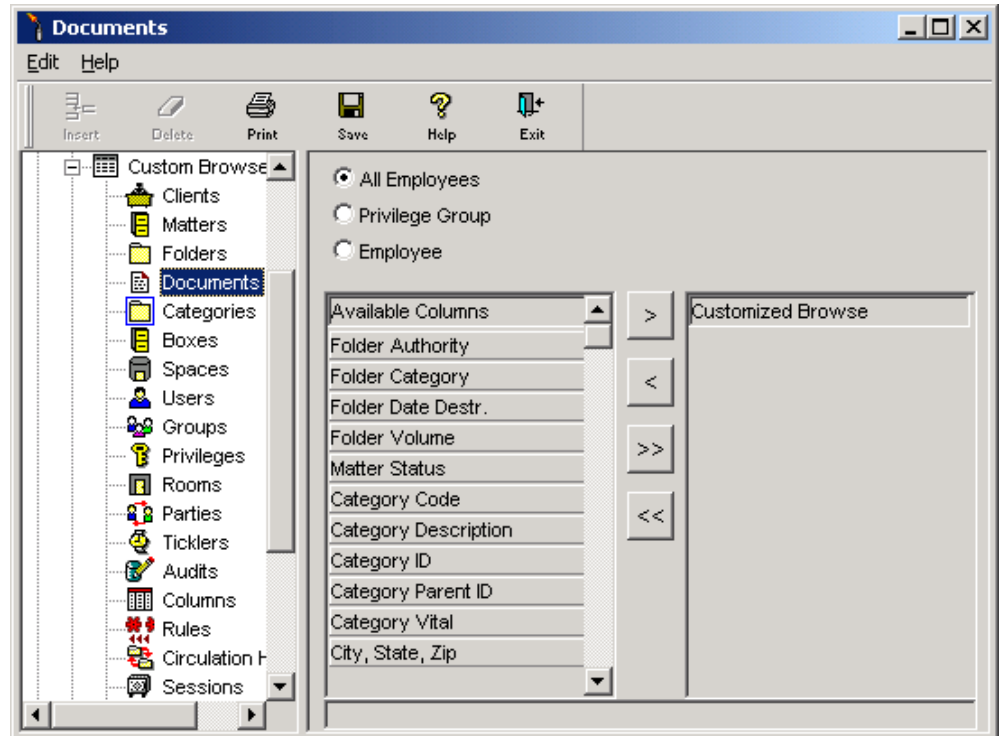 Documents
Edit Help
Insert Delete Print Save Help Exit
Custom Browse
Clients
Matters
Folders
Documents
Categories
Boxes
Spaces
Users
Groups
Privileges
Rooms
Parties
Ticklers
Audits
Columns
Rules
Circulation H
Sessions
All Employees
Privilege Group
Employee
Available Columns
Folder Authority
Folder Category
Folder Date Destr.
Folder Volume
Matter Status
Category Code
Category Description
Category ID
Category Parent ID
Category Vital
City, State, Zip
>
<
>>
<<
Customized Browse